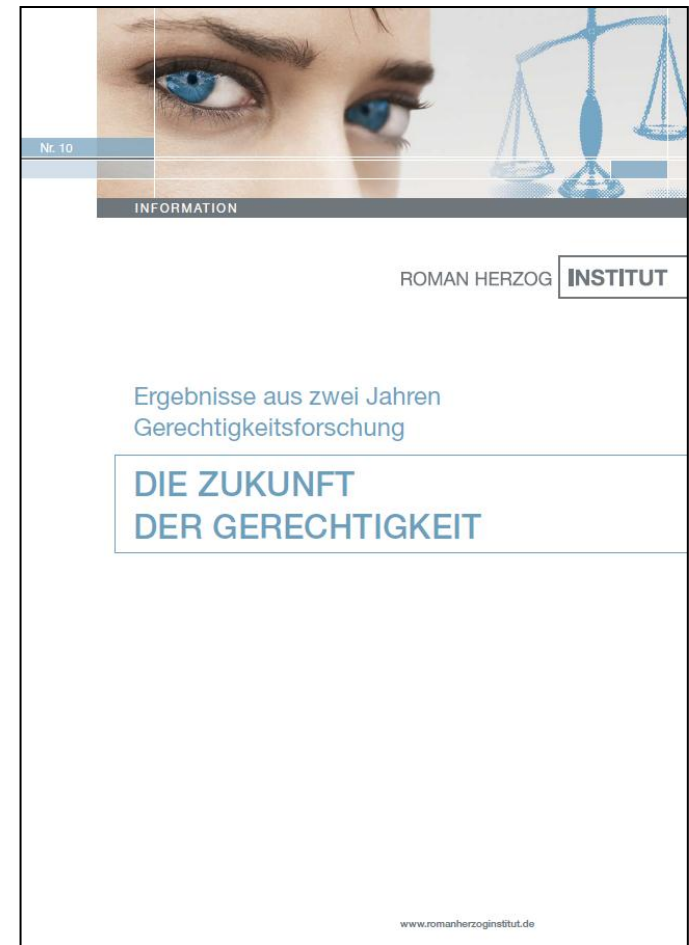 Nr. 10
INFORMATION
ROMAN HERZOG INSTITUT
Ergebnisse aus zwei Jahren
Gerechtigkeitsforschung
DIE ZUKUNFT
DER GERECHTIGKEIT
www.romanherzoginstitut.de